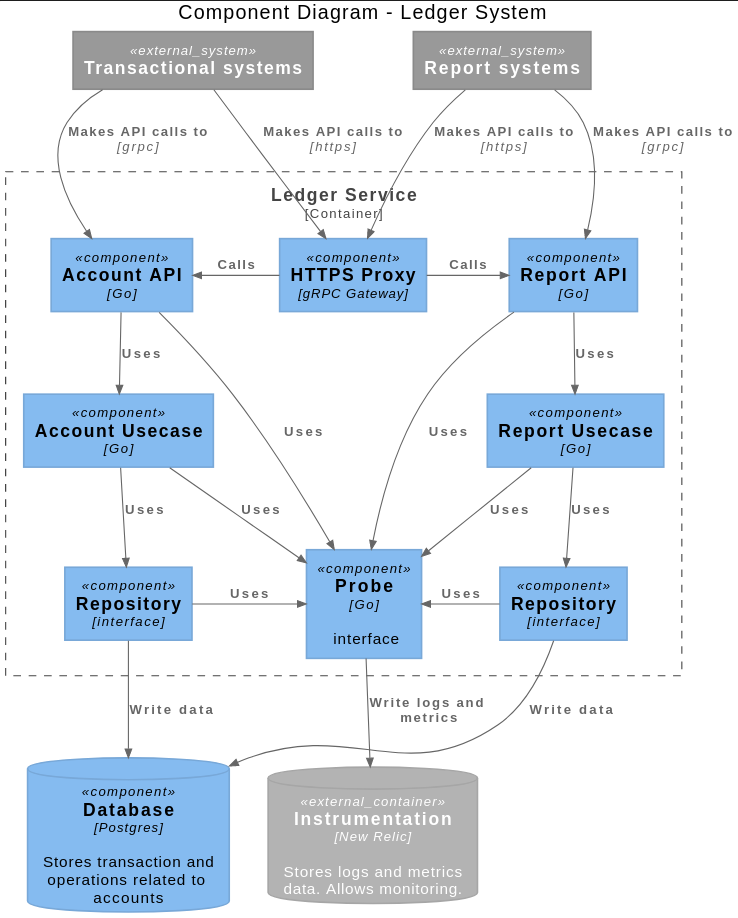 Component Diagram - Ledger System
«external_system»
Transactional systems
«external_system»
Report systems
Makes API calls to
[grpc]
Makes API calls to
[https]
Makes API calls to
[https]
Makes API calls to
[grpc]
Ledger Service
[Container]
«component»
Account API
[Go]
Calls
«component»
HTTPS Proxy
[gRPC Gateway]
Calls
«component»
Report API
[Go]
Uses
Uses
«component»
Account Usecase
[Go]
Uses
Uses
«component»
Report Usecase
[Go]
Uses
Uses
Uses
Uses
«component»
Repository
[interface]
Uses
«component»
Probe
[Go]
interface
Uses
«component»
Repository
[interface]
Write data
Write logs and
metrics
Write data
«component»
Database
[Postgres]
Stores transaction and
operations related to
accounts
«external_container»
Instrumentation
[New Relic]
Stores logs and metrics
data. Allows monitoring.